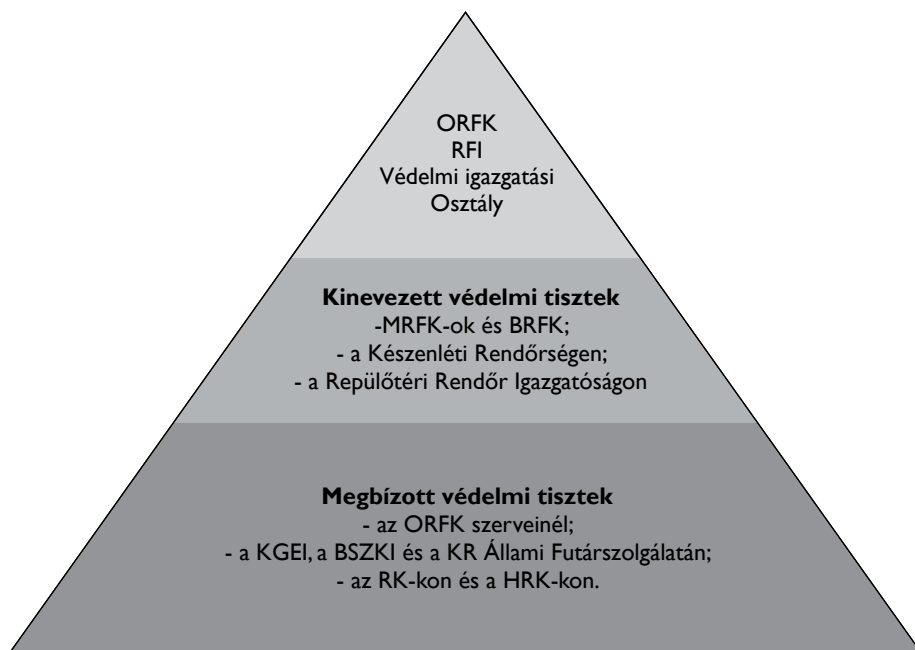 ORFK
RFI
Védelmi igazgatási
Osztály
Kinevezett védelmi tisztek
-MRFK-ok és BRFK;
- a Készenléti Rendőrségen;
- a Repülőtéri Rendőr Igazgatóságon
Megbízott védelmi tisztek
- az ORFK szerveinél;
- a KGEI, a BSZKI és a KR Állami Futárszolgálatán;
- az RK-kon és a HRK-kon.